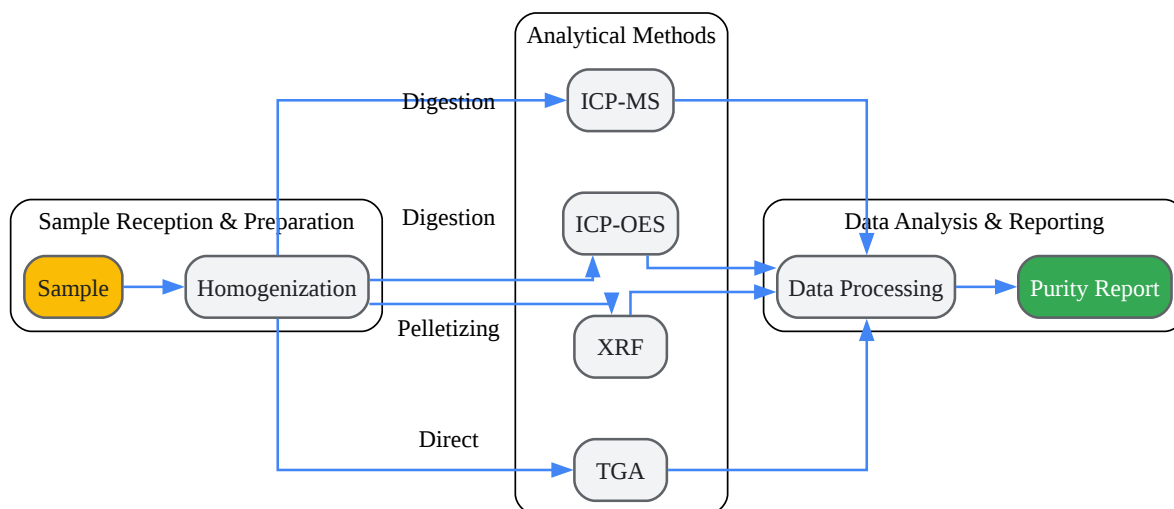 Analytical Methods
Digestion
ICP-MS
Sample Reception & Preparation
Digestion
ICP-OES
Data Analysis & Reporting
Sample
Homogenization
Data Processing
Purity Report
Pelletizing
XRF
Direct
TGA